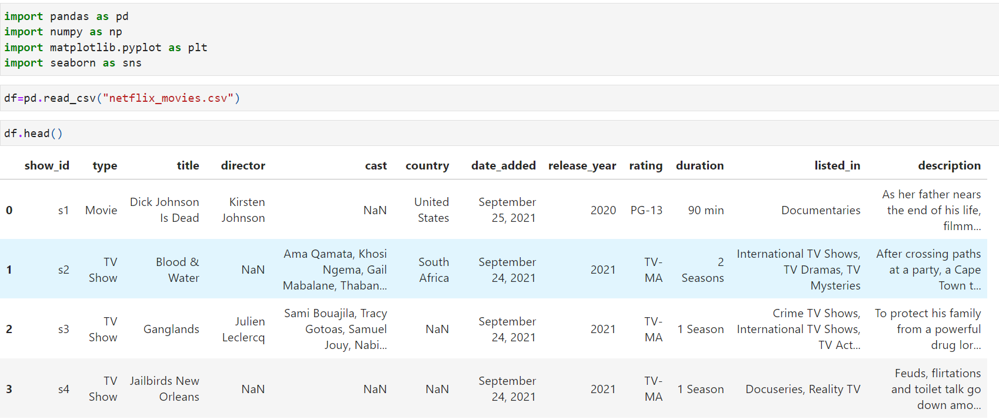 import pandas as pd
import numpy as np
import matplotlib.pyplot as plt
import seaborn as sns
df=pd.read_csv("netflix_movies.csv")
df.head()
show_id type title director cast country date_added release_year rating duration listed_in description
0 s1 Movie Dick Johnson Is Dead Kirsten Johnson NaN United States September 25, 2021 2020 PG-13 90 min Documentaries As her father nears the end of his life, filmm...
1 s2 TV Show Blood & Water NaN Ama Qamata, Khosi Ngema, Gail Mabalane, Thaban... South Africa September 24, 2021 2021 TV-MA 2 Seasons International TV Shows, TV Dramas, TV Mysteries After crossing paths at a party, a Cape Town t...
2 s3 TV Show Ganglands Julien Leclercq Sami Bouajila, Tracy Gotoas, Samuel Jouy, Nabi... NaN September 24, 2021 2021 TV-MA 1 Season Crime TV Shows, International TV Shows, TV Act... To protect his family from a powerful drug lor...
3 s4 TV Show Jailbirds New Orleans NaN NaN NaN September 24, 2021 2021 TV-MA 1 Season Docuseries, Reality TV Feuds, flirtations and toilet talk go down amo...